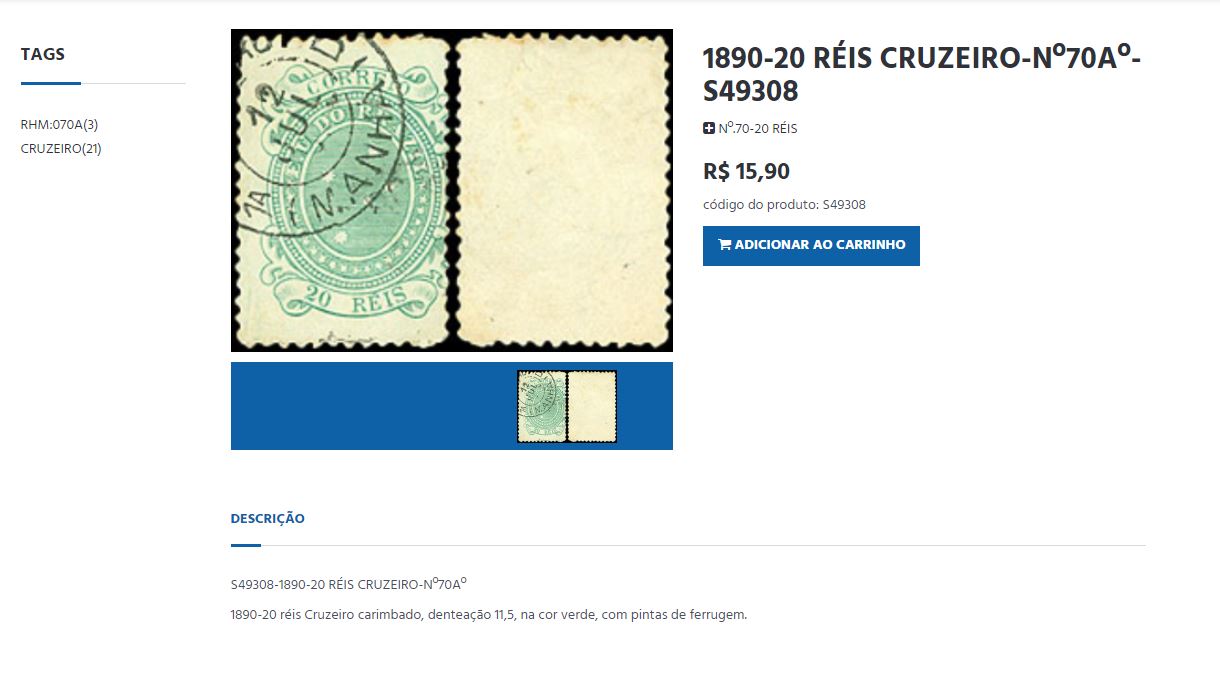 TAGS
RHM:070A(3)
CRUZEIRO(21)
CORREIO
12
JUL
MANHÃ
20 RÉIS
1890-20 RÉIS CRUZEIRO-Nº70Aº-
S49308
Nº.70-20 RÉIS
R$ 15,90
código do produto: S49308
ADICIONAR AO CARRINHO
DESCRIÇÃO
S49308-1890-20 RÉIS CRUZEIRO-Nº70Aº
1890-20 réis Cruzeiro carimbado, denteação 11,5, na cor verde, com pintas de ferrugem.